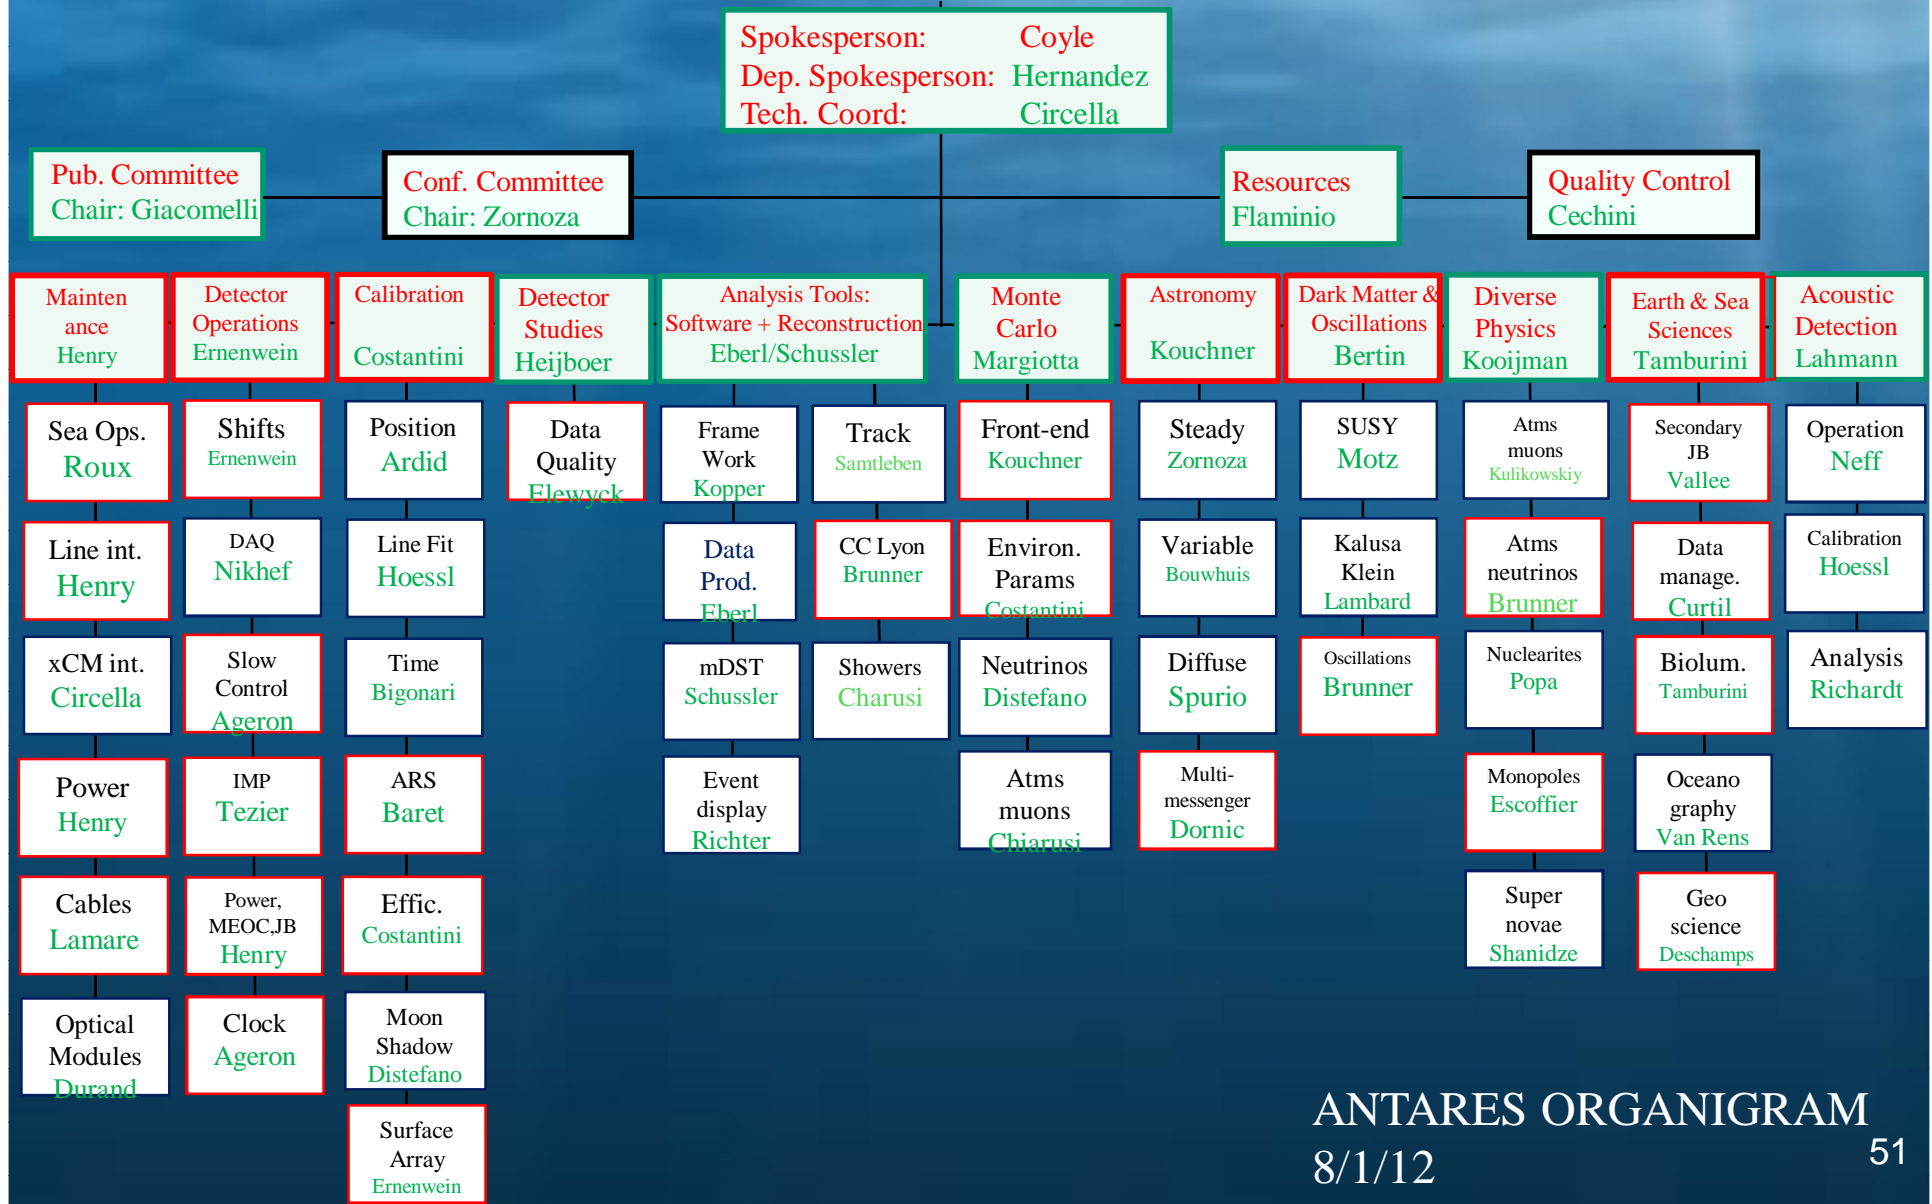 Spokesperson: Coyle
Dep. Spokesperson: Hernandez
Tech. Coord: Circella
Pub. Committee
Chair: Giacomelli
Conf. Committee
Chair: Zornoza
Resources
Flaminio
Quality Control
Cechini
Mainten
ance
Henry
Detector
Operations
Ernenwein
Calibration
Costantini
Detector
Studies
Heijboer
Analysis Tools:
Software + Reconstruction
Eberl/Schussler
Monte
Carlo
Margiotta
Astronomy
Kouchner
Dark Matter &
Oscillations
Bertin
Diverse
Physics
Kooijman
Earth & Sea
Sciences
Tamburini
Acoustic
Detection
Lahmann
Sea Ops.
Roux
Line int.
Henry
xCM int.
Circella
Power
Henry
Cables
Lamare
Optical
Modules
Durand
Shifts
Ernenwein
DAQ
Nikhef
Slow
Control
Ageron
IMP
Tezier
Power,
MEOC,JB
Henry
Clock
Ageron
Position
Ardid
Line Fit
Hoessl
Time
Bigonari
ARS
Baret
Effic.
Costantini
Moon
Shadow
Distefano
Surface
Array
Ernenwein
Data
Quality
Elewyck
Frame
Work
Kopper
Data
Prod.
Eberl
mDST
Schussler
Event
display
Richter
Track
Samtleben
CC Lyon
Brunner
Showers
Charusi
Front-end
Kouchner
Environ.
Params
Costantini
Neutrinos
Distefano
Atms
muons
Chiarusi
Steady
Zornoza
Variable
Bouwhuis
Diffuse
Spurio
Multi-
messenger
Dornic
SUSY
Motz
Kalusa
Klein
Lambard
Oscillations
Brunner
Atms
muons
Kulikowskiy
Atms
neutrinos
Brunner
Nuclearites
Popa
Monopoles
Escoffier
Super
novae
Shanidze
Secondary
JB
Vallee
Data
manage.
Curtil
Biolum.
Tamburini
Oceano
graphy
Van Rens
Geo
science
Deschamps
Operation
Neff
Calibration
Hoessl
Analysis
Richardt
ANTARES ORGANIGRAM
8/1/12
51